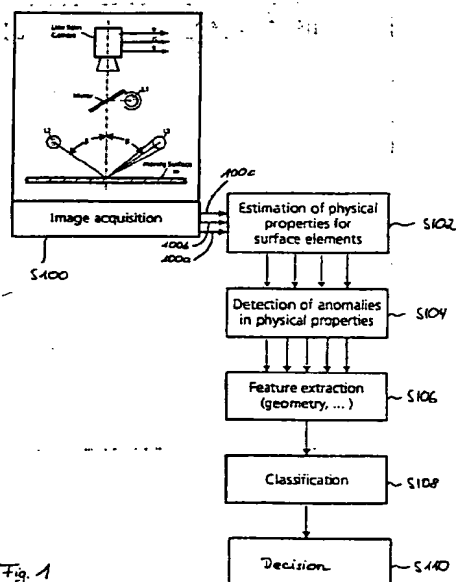 Line Scan
Camera
Mirror
L1
L2
L3
moving Surface
Image acquisition
S100
100c
100b
100a
Estimation of physical
properties for
surface elements
S102
Detection of anomalies
in physical properties
S104
Feature extraction
(geometry, ... )
S106
Classification
S108
Decision
S110
Fig. 1